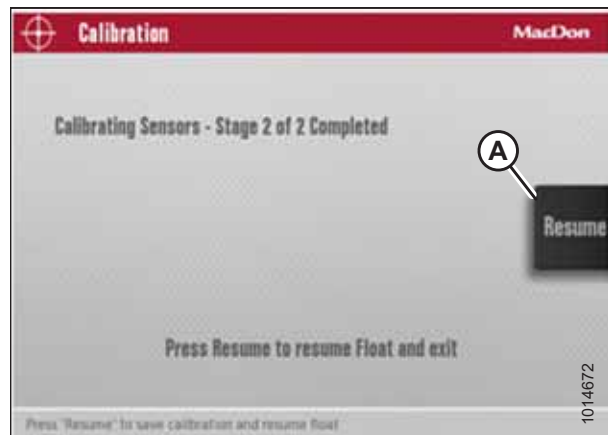 Calibration
MacDon
Calibrating Sensors - Stage 2 of 2 Completed
A
Resume
Press Resume to resume Float and exit
1014672
Press 'Resume' to save calibration and resume float